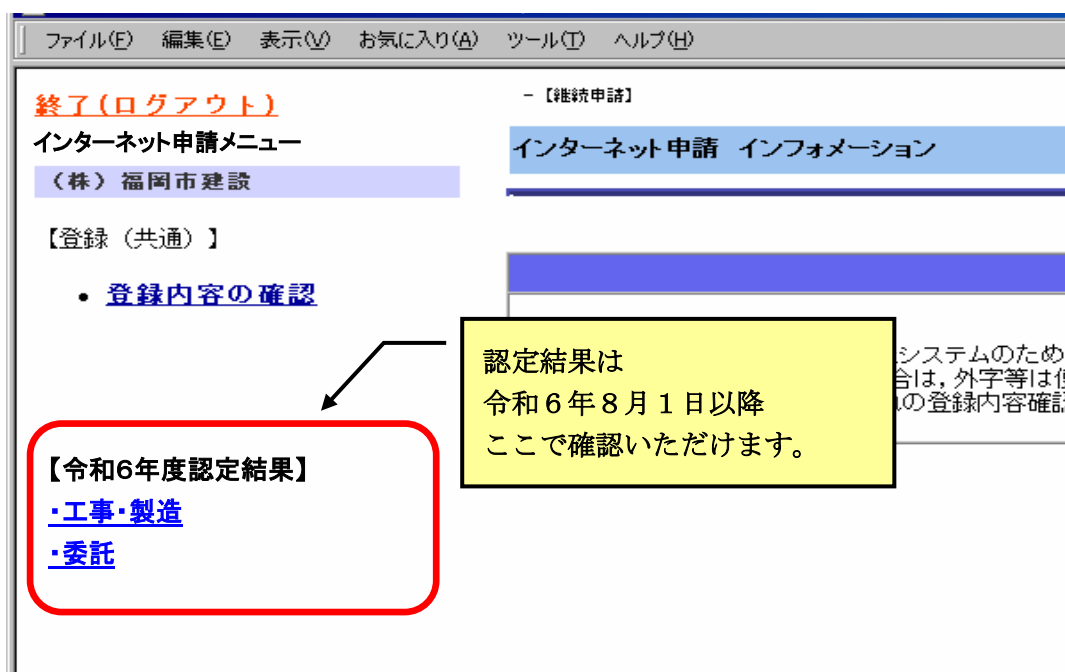 ファイル(F) 編集(E) 表示(V) お気に入り(A) ツール(T) ヘルプ(H)
終了(ログアウト)
インターネット申請メニュー
(株)福岡市建設
【登録(共通)】
• 登録内容の確認
【令和6年度認定結果】
・工事・製造
・委託
-【継続申請】
インターネット申請 インフォメーション
認定結果は
令和6年8月1日以降
ここで確認いただけます。
システムのため
合は,外字等は
の登録内容確認